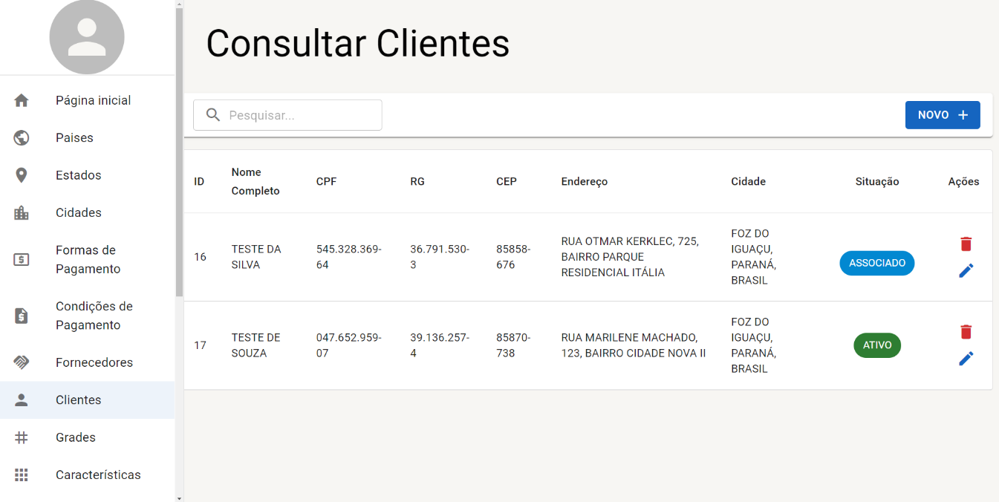 Consultar Clientes
Página inicial
Paises
Estados
Cidades
Formas de
Pagamento
Condições de
Pagamento
Fornecedores
Clientes
Grades
Características
Pesquisar...
NOVO +
ID
Nome
Completo
CPF
RG
CEP
Endereço
Cidade
Situação
Ações
16
TESTE DA
SILVA
545.328.369-
64
36.791.530-
3
85858-
676
RUA OTMAR KERKLEC, 725,
BAIRRO PARQUE
RESIDENCIAL ITÁLIA
FOZ DO
IGUAÇU,
PARANÁ,
BRASIL
ASSOCIADO
17
TESTE DE
SOUZA
047.652.959-
07
39.136.257-
4
85870-
738
RUA MARILENE MACHADO,
123, BAIRRO CIDADE NOVA II
FOZ DO
IGUAÇU,
PARANÁ,
BRASIL
ATIVO